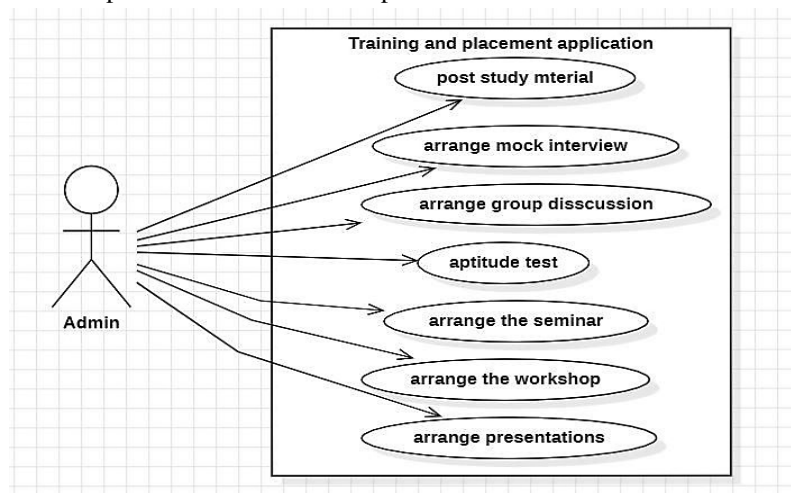 Training and placement application
post study mterial
arrange mock interview
arrange group disscussion
aptitude test
arrange the seminar
Admin
arrange the workshop
arrange presentations